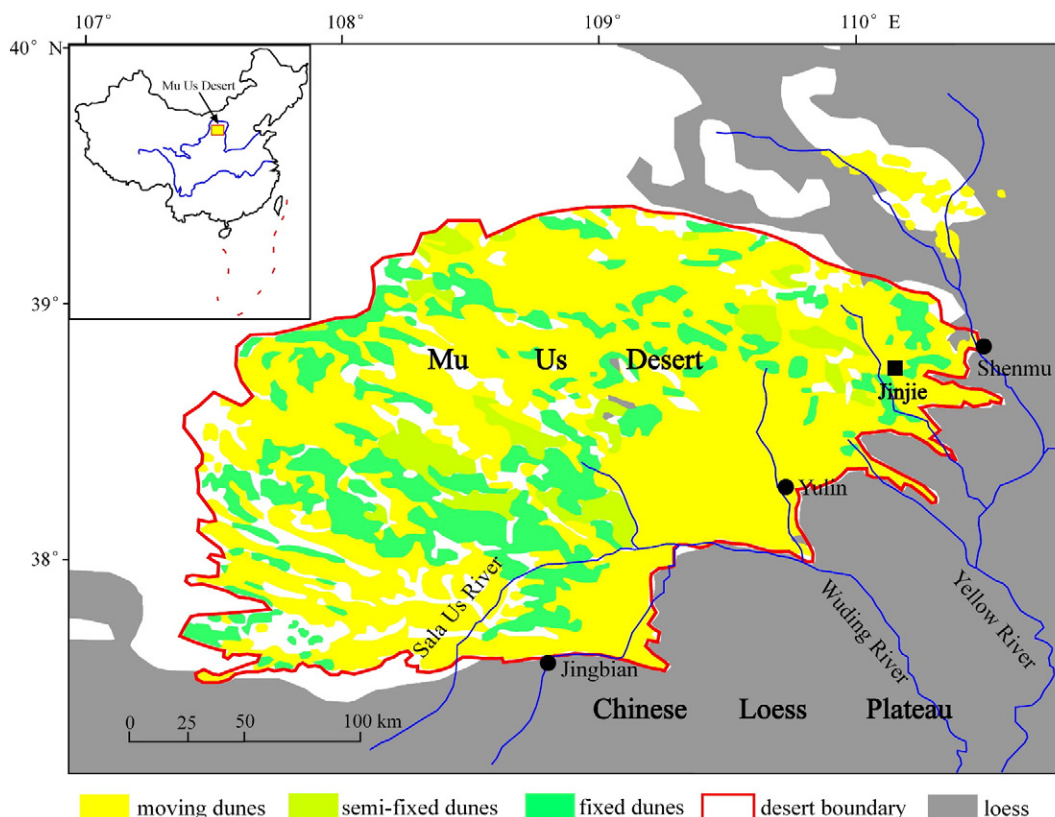 107°
108°
109°
110° E
40° N
39°
38°
Mu Us Desert
Mu Us Desert
Shenmu
Jinjie
Yulin
Sala Us River
Jingbian
Wuding River
Yellow River
Chinese Loess Plateau
0 25 50 100 km
moving dunes
semi-fixed dunes
fixed dunes
desert boundary
loess